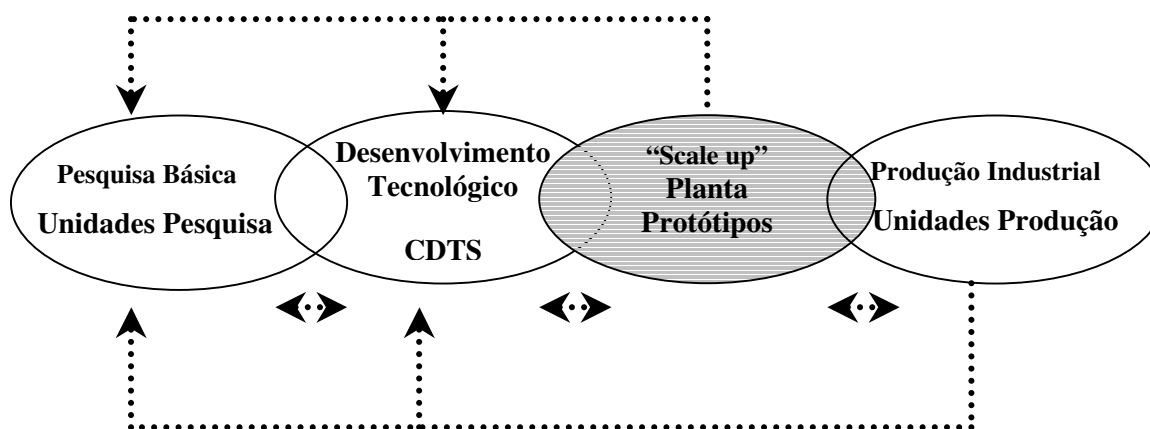 Pesquisa Básica
Unidades Pesquisa
Desenvolvimento
Tecnológico
CDTS
“Scale up”
Planta
Protótipos
Produção Industrial
Unidades Produção